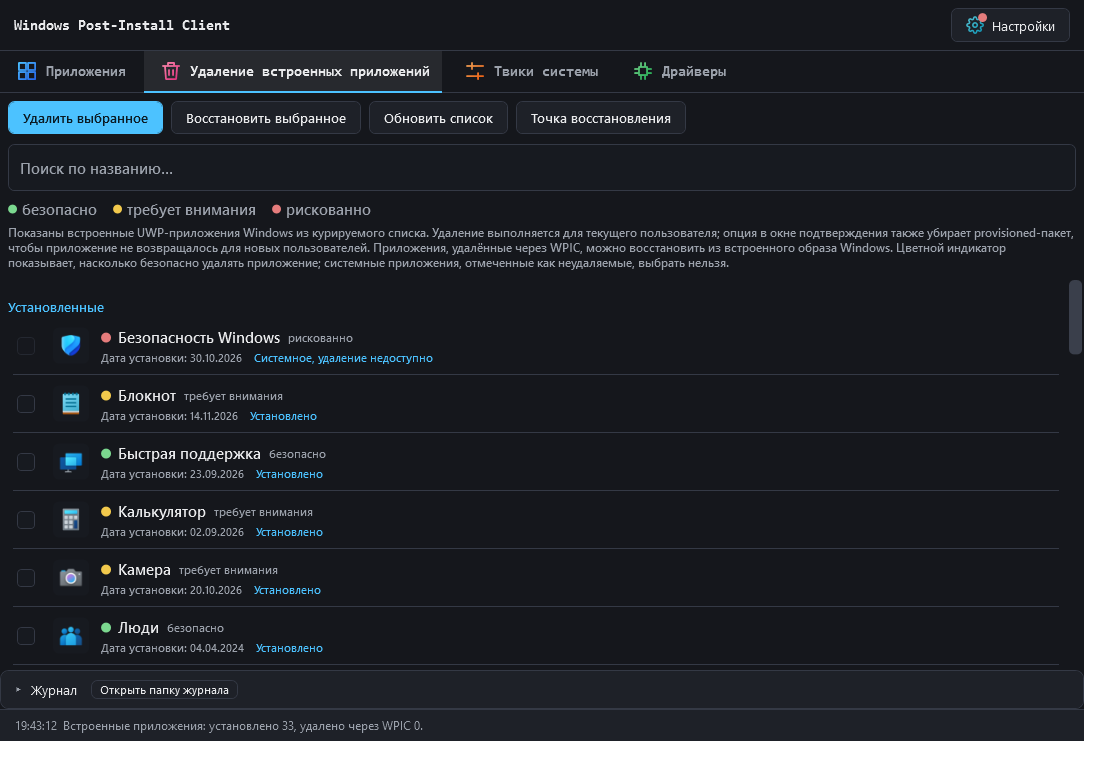 Windows Post-Install Client
Настройки
Приложения
Удаление встроенных приложений
Твики системы
Драйверы
Удалить выбранное
Восстановить выбранное
Обновить список
Точка восстановления
Поиск по названию...
безопасно
требует внимания
рискованно
Показаны встроенные UWP-приложения Windows из курируемого списка. Удаление выполняется для текущего пользователя; опция в окне подтверждения также убирает provisioned-пакет,
чтобы приложение не возвращалось для новых пользователей. Приложения, удалённые через WPIC, можно восстановить из встроенного образа Windows. Цветной индикатор
показывает, насколько безопасно удалять приложение; системные приложения, отмеченные как неудаляемые, выбрать нельзя.
Установленные
Безопасность Windows рискованно
Дата установки: 30.10.2026 Системное, удаление недоступно
Блокнот требует внимания
Дата установки: 14.11.2026 Установлено
Быстрая поддержка безопасно
Дата установки: 23.09.2026 Установлено
Калькулятор требует внимания
Дата установки: 02.09.2026 Установлено
Камера требует внимания
Дата установки: 20.10.2026 Установлено
Люди безопасно
Дата установки: 04.04.2024 Установлено
Журнал
Открыть папку журнала
19:43:12 Встроенные приложения: установлено 33, удалено через WPIC 0.